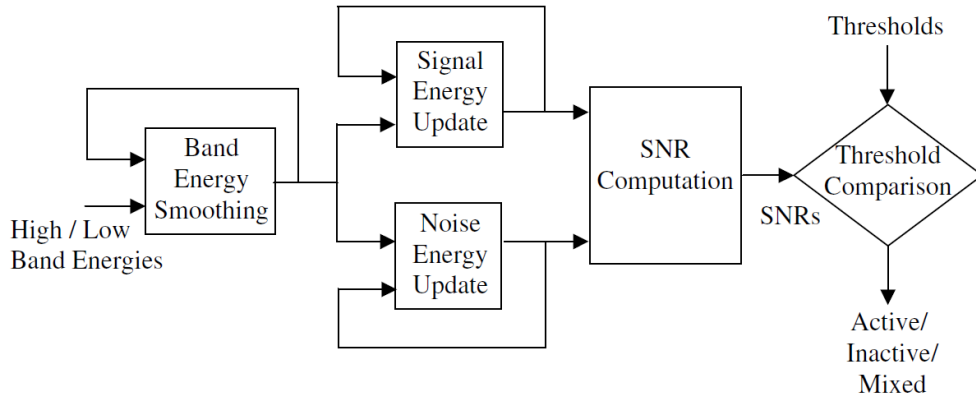 High / Low
Band Energies
Band
Energy
Smoothing
Signal
Energy
Update
Noise
Energy
Update
SNR
Computation
SNRs
Thresholds
Threshold
Comparison
Active/
Inactive/
Mixed